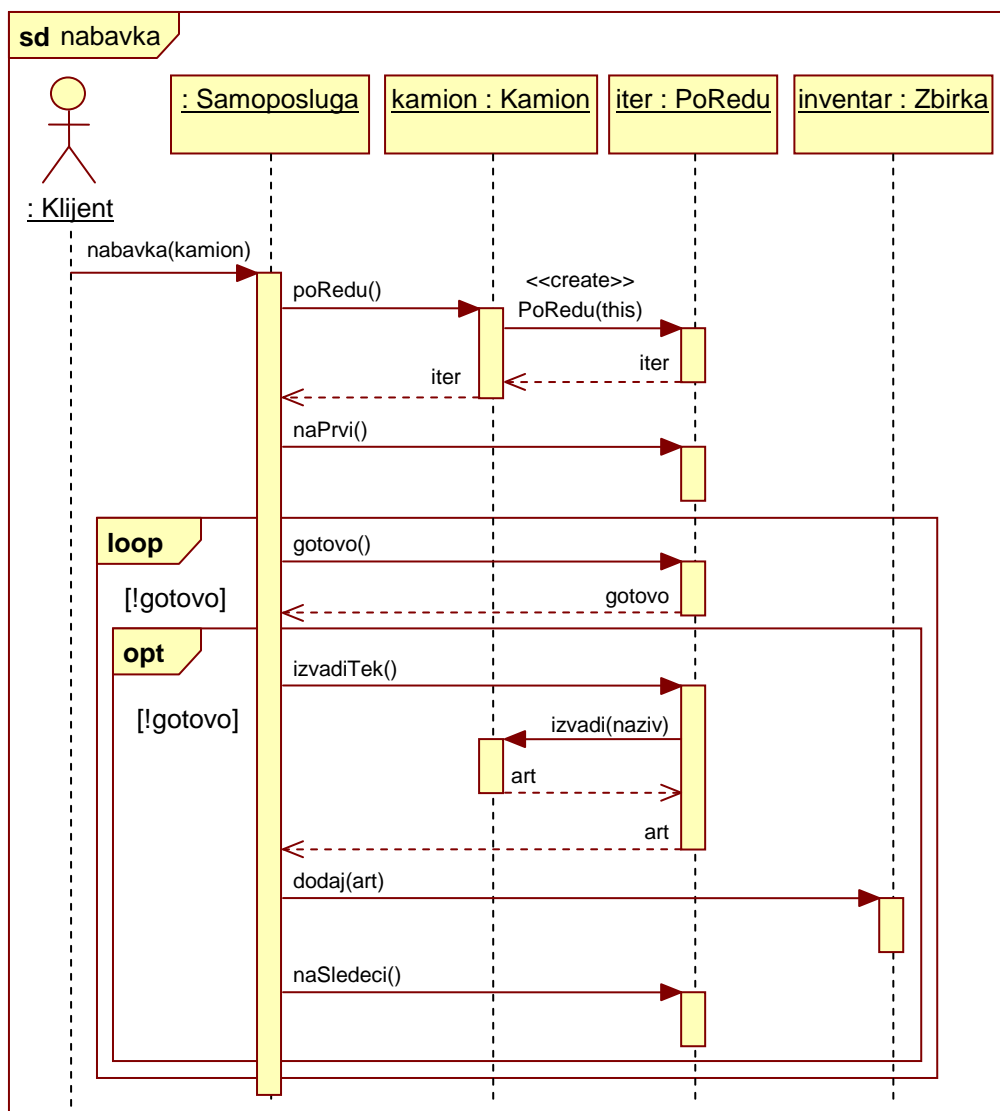 sd nabavka
: Klijent
: Samoposluga
kamion : Kamion
iter : PoRedu
inventar : Zbirka
nabavka(kamion)
poRedu()
<<create>>
PoRedu(this)
iter
iter
naPrvi()
loop
[!gotovo]
gotovo()
gotovo
opt
[!gotovo]
izvadiTek()
izvadi(naziv)
art
art
dodaj(art)
naSledeci()